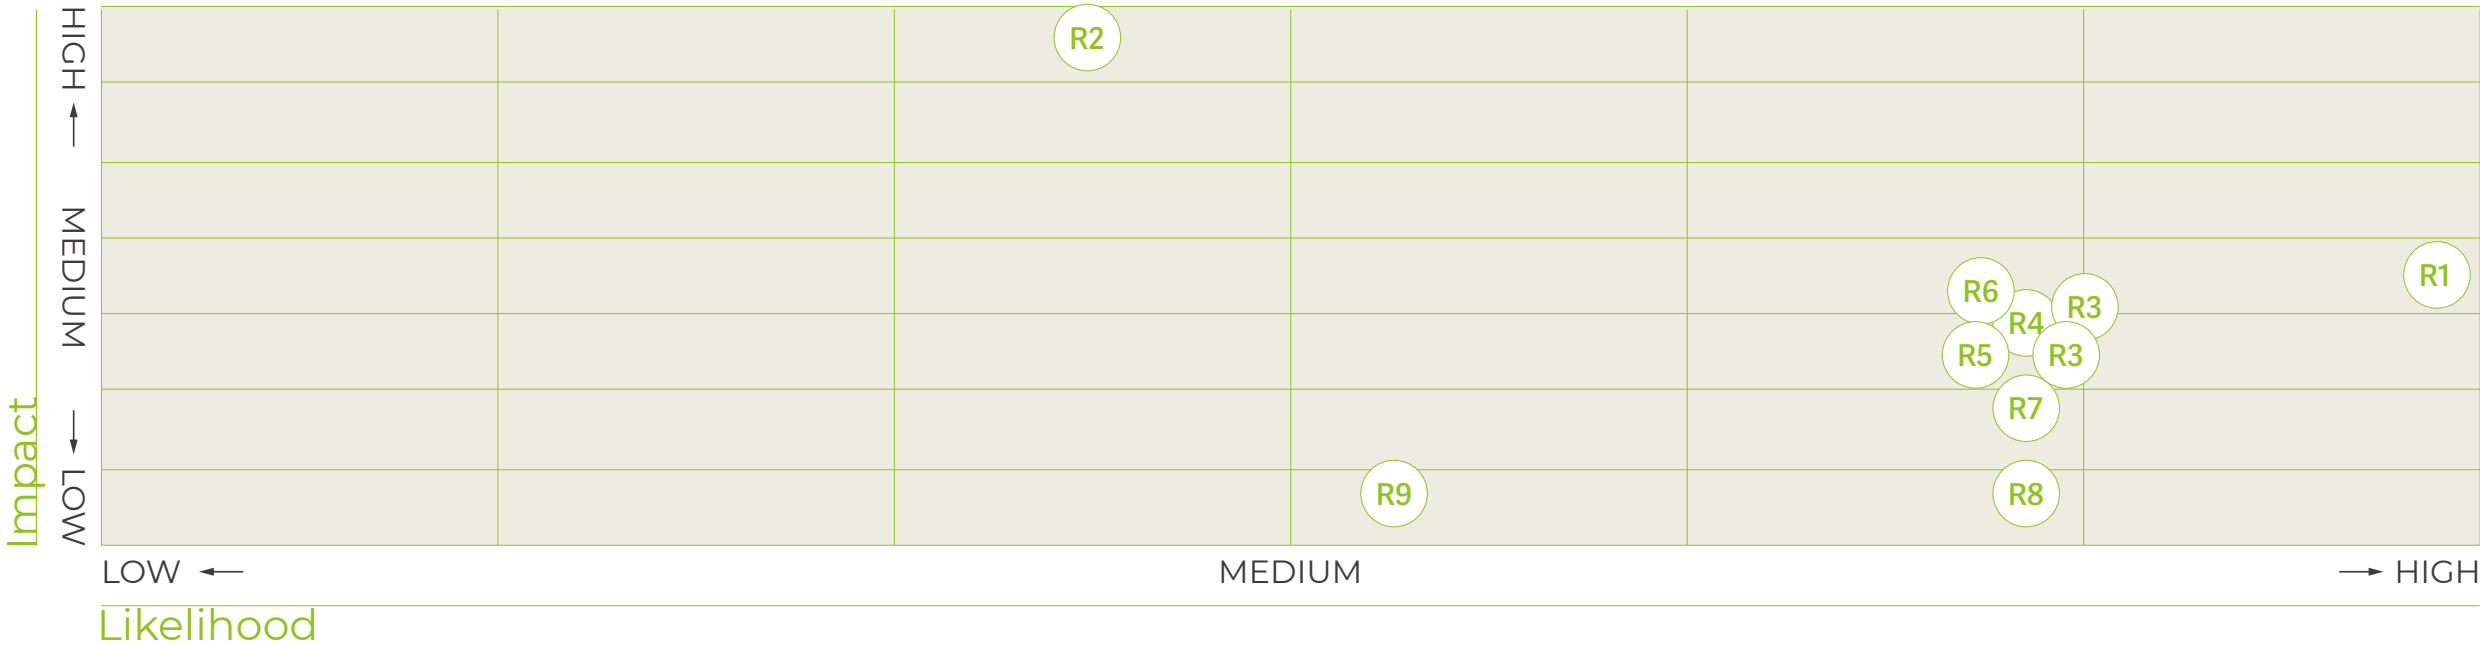 HIGH
MEDIUM
LOW
Impact
R2
R1
R6
R3
R4
R5
R3
R7
R9
R8
LOW
MEDIUM
HIGH
Likelihood